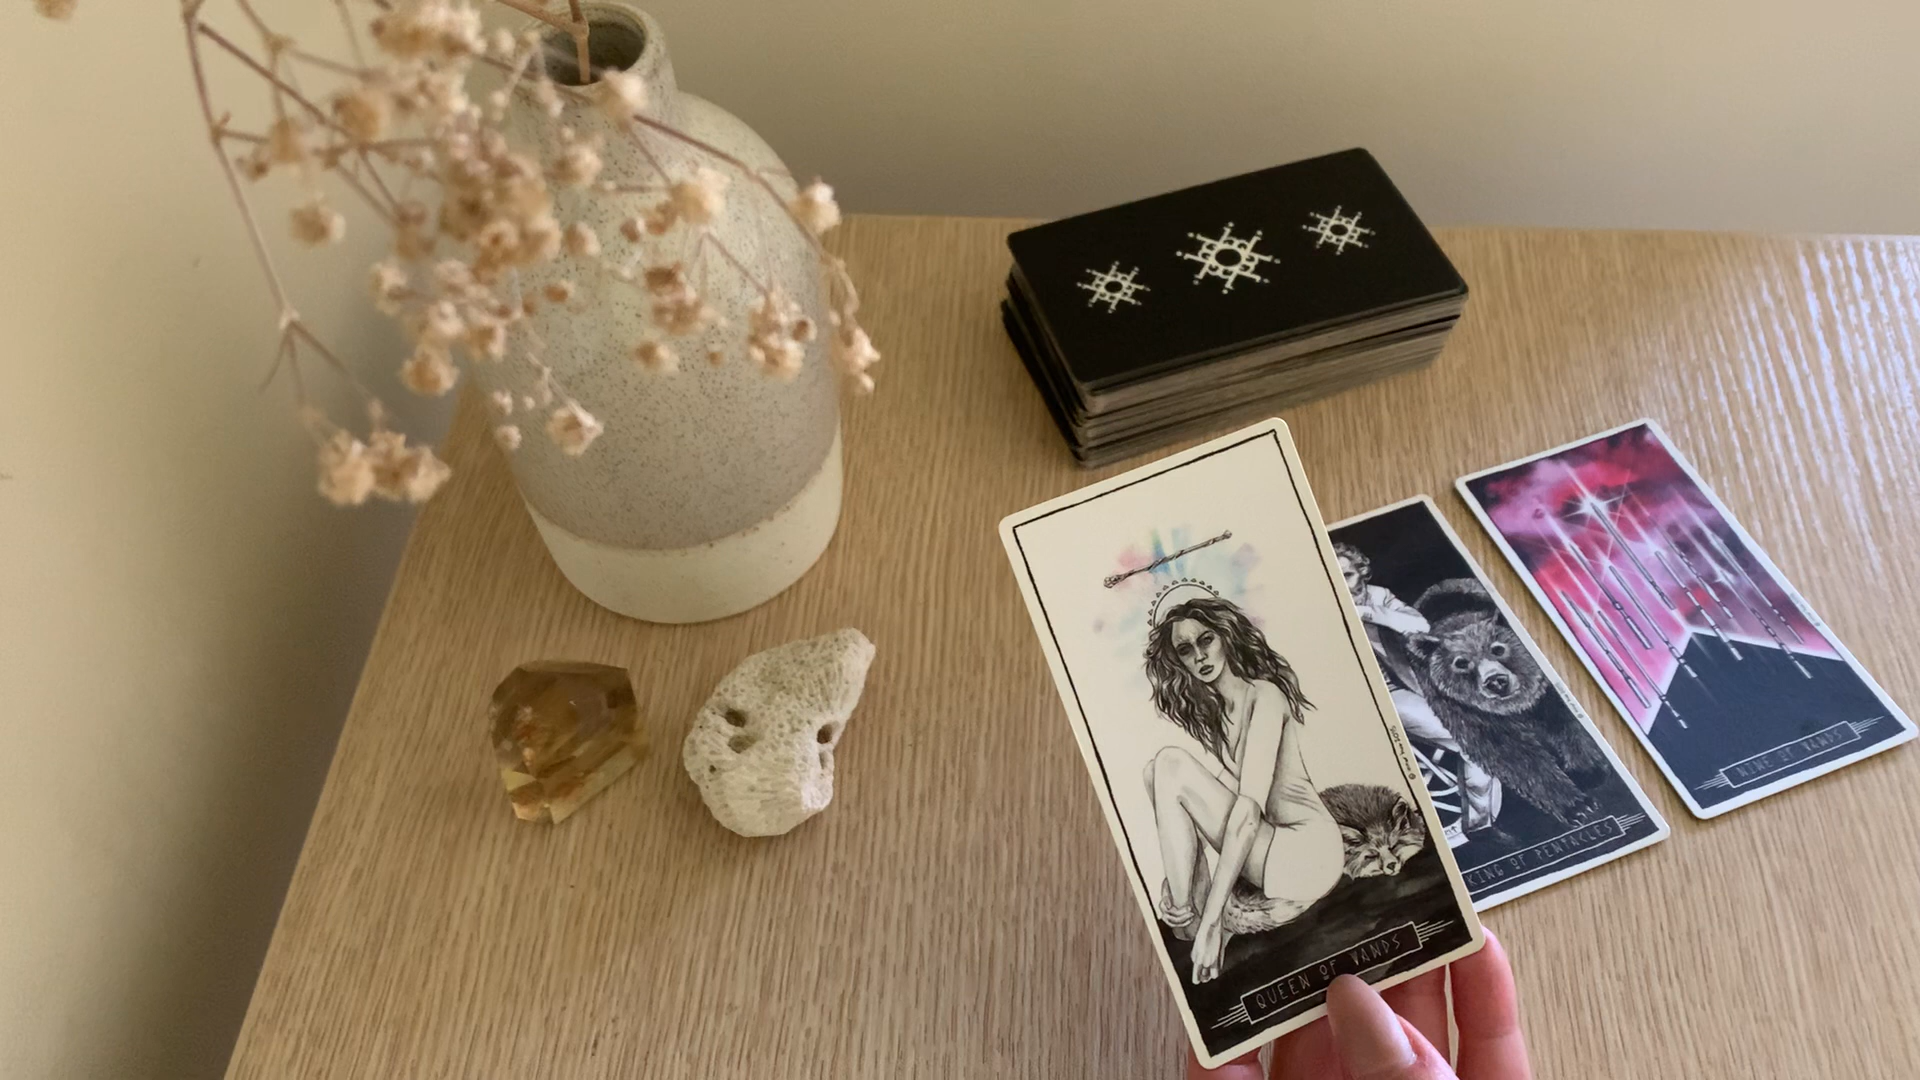 QUEEN OF WANDS
KING OF PENTACLES
NINE OF WANDS